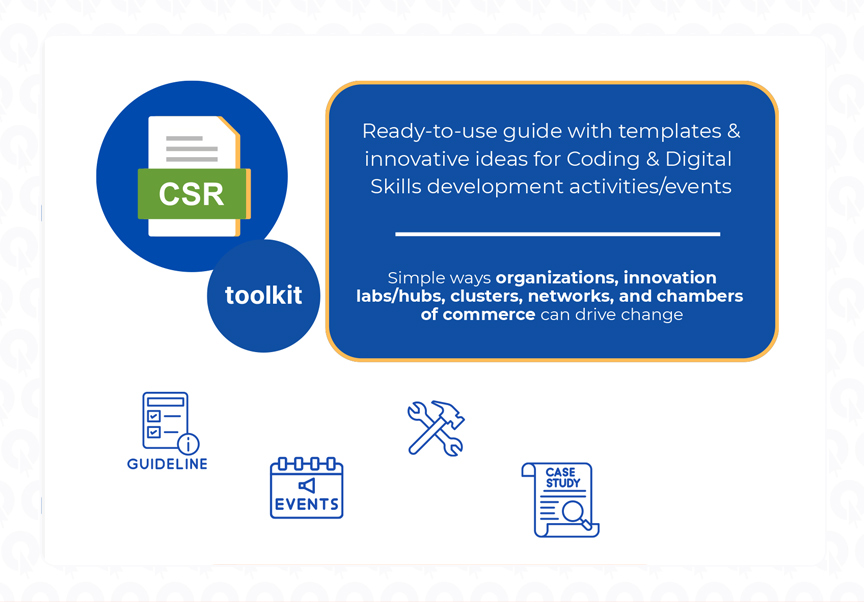 CSR
toolkit
Ready-to-use guide with templates &
innovative ideas for Coding & Digital
Skills development activities/events
Simple ways organizations, innovation
labs/hubs, clusters, networks, and chambers
of commerce can drive change
GUIDELINE
EVENTS
CASE
STUDY